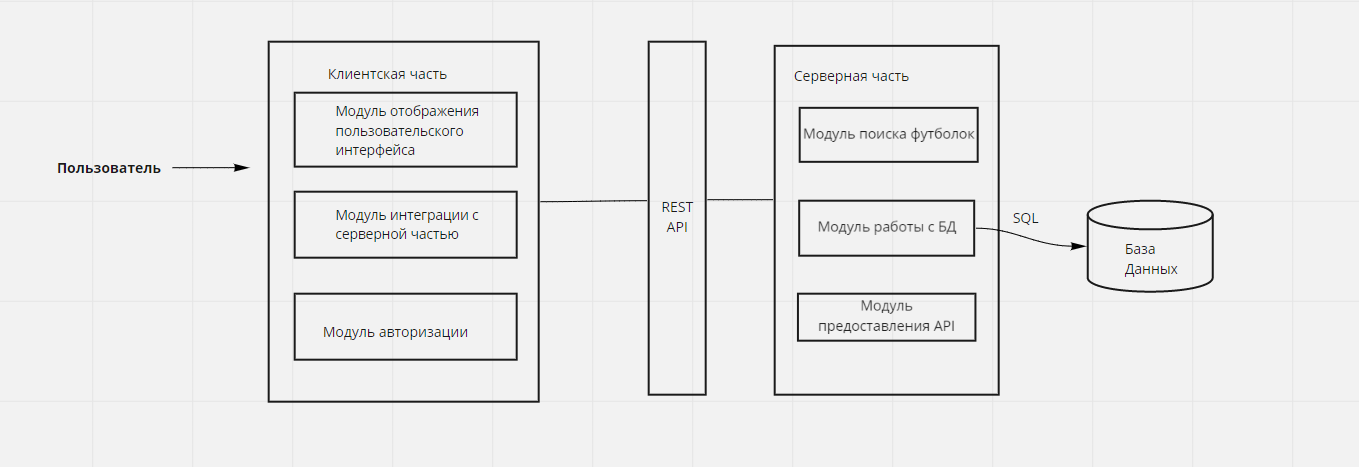 Пользователь
Клиентская часть
Модуль отображения
пользовательского
интерфейса
Модуль интеграции с
серверной частью
Модуль авторизации
REST
API
Серверная часть
Модуль поиска футболок
Модуль работы с БД
Модуль
предоставления API
SQL
База
Данных